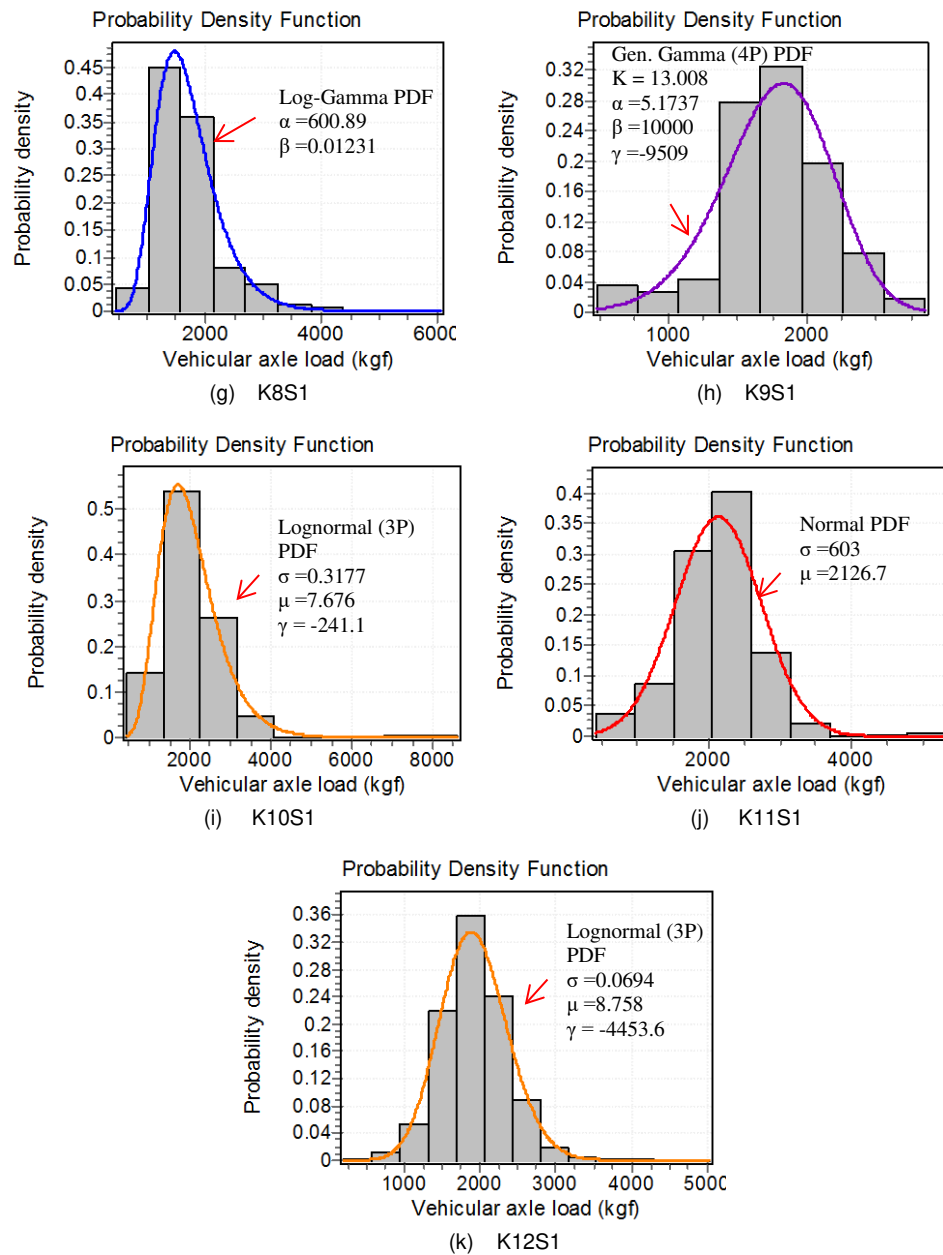 Probability Density Function
Probability density
0.45
0.35
0.3
0.25
0.2
0.15
0.1
0.05
0
Log-Gamma PDF
α =600.89
β =0.01231
2000
4000
6000
Vehicular axle load (kgf)
(g) K8S1
Probability Density Function
Probability density
0.32
0.28
0.24
0.2
0.16
0.12
0.08
0.04
0
Gen. Gamma (4P) PDF
K = 13.008
α =5.1737
β =10000
γ =-9509
1000
2000
Vehicular axle load (kgf)
(h) K9S1
Probability Density Function
Probability density
0.5
0.4
0.3
0.2
0.1
0
Lognormal (3P)
PDF
σ =0.3177
μ =7.676
γ = -241.1
2000
4000
6000
8000
Vehicular axle load (kgf)
(i) K10S1
Probability Density Function
Probability density
0.4
0.35
0.3
0.25
0.2
0.15
0.1
0.05
0
Normal PDF
σ =603
μ =2126.7
2000
4000
Vehicular axle load (kgf)
(j) K11S1
Probability Density Function
Probability density
0.36
0.32
0.28
0.24
0.2
0.16
0.12
0.08
0.04
0
Lognormal (3P)
PDF
σ =0.0694
μ =8.758
γ = -4453.6
1000
2000
3000
4000
5000
Vehicular axle load (kgf)
(k) K12S1